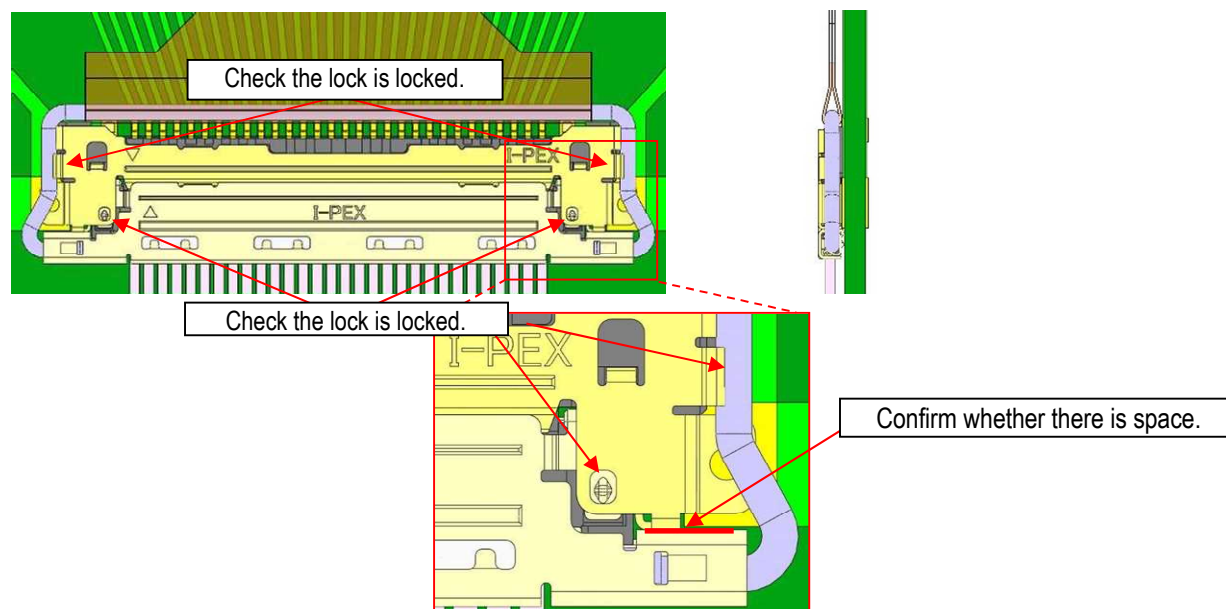 Check the lock is locked.
I-PEX
I-PEX
Check the lock is locked.
I-PEX
Confirm whether there is space.